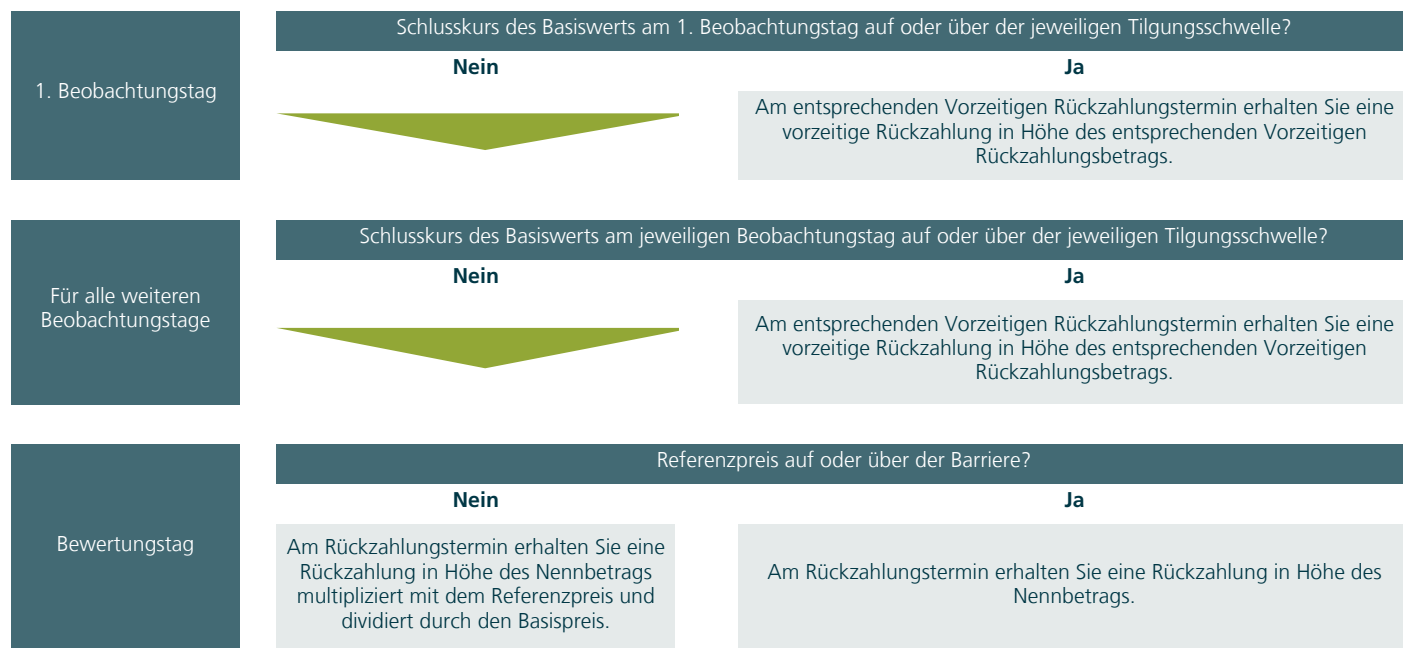 1. Beobachtungstag
Schlusskurs des Basiswerts am 1. Beobachtungstag auf oder über der jeweiligen Tilgungsschwelle?
Nein
Ja
Am entsprechenden Vorzeitigen Rückzahlungstermin erhalten Sie eine
vorzeitige Rückzahlung in Höhe des entsprechenden Vorzeitigen
Rückzahlungsbetrags.
Für alle weiteren
Beobachtungstage
Schlusskurs des Basiswerts am jeweiligen Beobachtungstag auf oder über der jeweiligen Tilgungsschwelle?
Nein
Ja
Am entsprechenden Vorzeitigen Rückzahlungstermin erhalten Sie eine
vorzeitige Rückzahlung in Höhe des entsprechenden Vorzeitigen
Rückzahlungsbetrags.
Bewertungstag
Referenzpreis auf oder über der Barriere?
Nein
Ja
Am Rückzahlungstermin erhalten Sie eine
Rückzahlung in Höhe des Nennbetrags
multipliziert mit dem Referenzpreis und
dividiert durch den Basispreis.
Am Rückzahlungstermin erhalten Sie eine Rückzahlung in Höhe des
Nennbetrags.